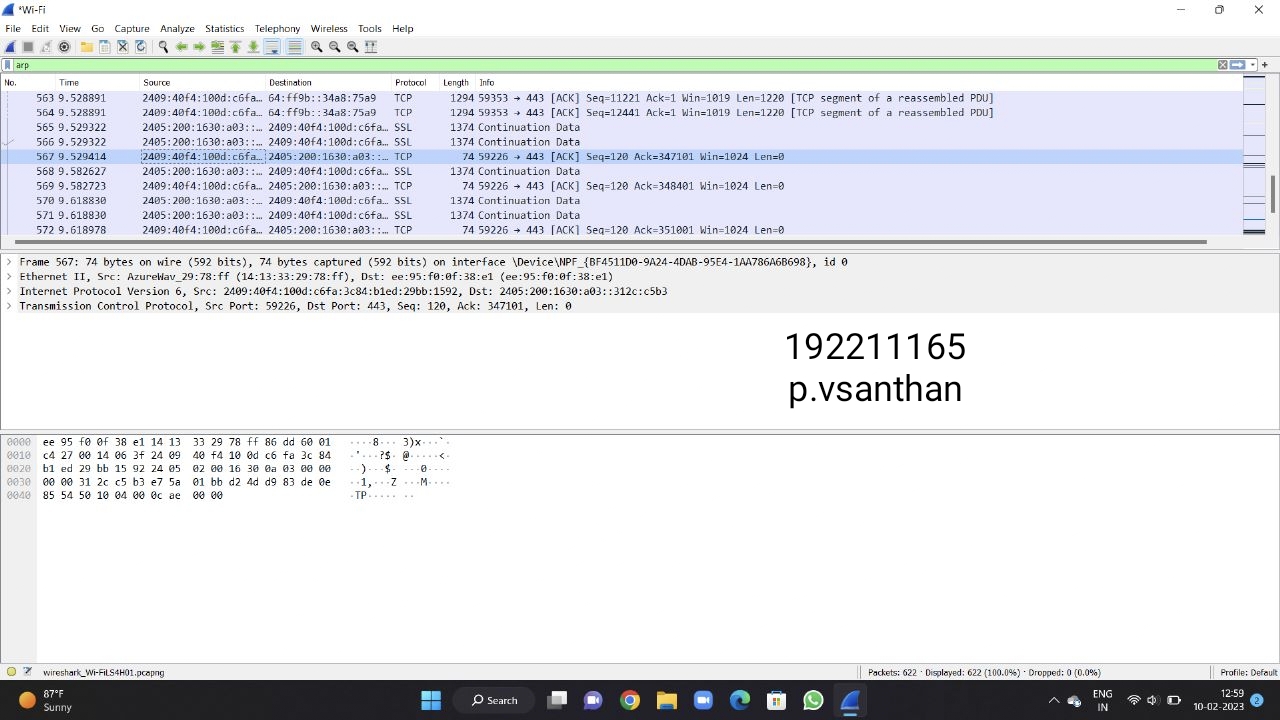 *Wi-Fi
File Edit View Go Capture Analyze Statistics Telephony Wireless Tools Help
arp
No. Time Source Destination Protocol Length Info
563 9.528891 2409:40f4:100d:c6fa… 64:ff9b::34a8:75a9 TCP 1294 59353 → 443 [ACK] Seq=11221 Ack=1 Win=1019 Len=1220 [TCP segment of a reassembled PDU]
564 9.528891 2409:40f4:100d:c6fa… 64:ff9b::34a8:75a9 TCP 1294 59353 → 443 [ACK] Seq=12441 Ack=1 Win=1019 Len=1220 [TCP segment of a reassembled PDU]
565 9.529322 2405:200:1630:a03::… 2409:40f4:100d:c6fa… SSL 1374 Continuation Data
566 9.529322 2405:200:1630:a03::… 2409:40f4:100d:c6fa… SSL 1374 Continuation Data
567 9.529414 2409:40f4:100d:c6fa… 2405:200:1630:a03::… TCP 74 59226 → 443 [ACK] Seq=120 Ack=347101 Win=1024 Len=0
568 9.582627 2405:200:1630:a03::… 2409:40f4:100d:c6fa… SSL 1374 Continuation Data
569 9.582723 2409:40f4:100d:c6fa… 2405:200:1630:a03::… TCP 74 59226 → 443 [ACK] Seq=120 Ack=348401 Win=1024 Len=0
570 9.618830 2405:200:1630:a03::… 2409:40f4:100d:c6fa… SSL 1374 Continuation Data
571 9.618830 2405:200:1630:a03::… 2409:40f4:100d:c6fa… SSL 1374 Continuation Data
572 9.618978 2409:40f4:100d:c6fa… 2405:200:1630:a03::… TCP 74 59226 → 443 [ACK] Seq=120 Ack=351001 Win=1024 Len=0
Frame 567: 74 bytes on wire (592 bits), 74 bytes captured (592 bits) on interface \Device\NPF_{BF4511D0-9A24-4DAB-95E4-1AA786A6B698}, id 0
Ethernet II, Src: AzureWav_29:78:ff (14:13:33:29:78:ff), Dst: ee:95:f0:0f:38:e1 (ee:95:f0:0f:38:e1)
Internet Protocol Version 6, Src: 2409:40f4:100d:c6fa:3c84:b1ed:29bb:1592, Dst: 2405:200:1630:a03::312c:c5b3
Transmission Control Protocol, Src Port: 59226, Dst Port: 443, Seq: 120, Ack: 347101, Len: 0
192211165
p.vsanthan
0000 ee 95 f0 0f 38 e1 14 13 33 29 78 ff 86 dd 60 01 ····8··· 3)x···`·
0010 c4 27 00 14 06 3f 24 09 40 f4 10 0d c6 fa 3c 84 ·'···?$· @·····<·
0020 b1 ed 29 bb 15 92 24 05 02 00 16 30 0a 03 00 00 ··)···$· ···0····
0030 00 00 31 2c c5 b3 e7 5a 01 bb d2 4d d9 83 de 0e ··1,···Z ···M····
0040 85 54 50 10 04 00 0c ae 00 00 ·TP····· ··
wireshark_Wi-FiLS4H01.pcapng Packets: 622 · Displayed: 622 (100.0%) · Dropped: 0 (0.0%) Profile: Default
87°F
Sunny
Search
ENG
IN
12:59
10-02-2023
2